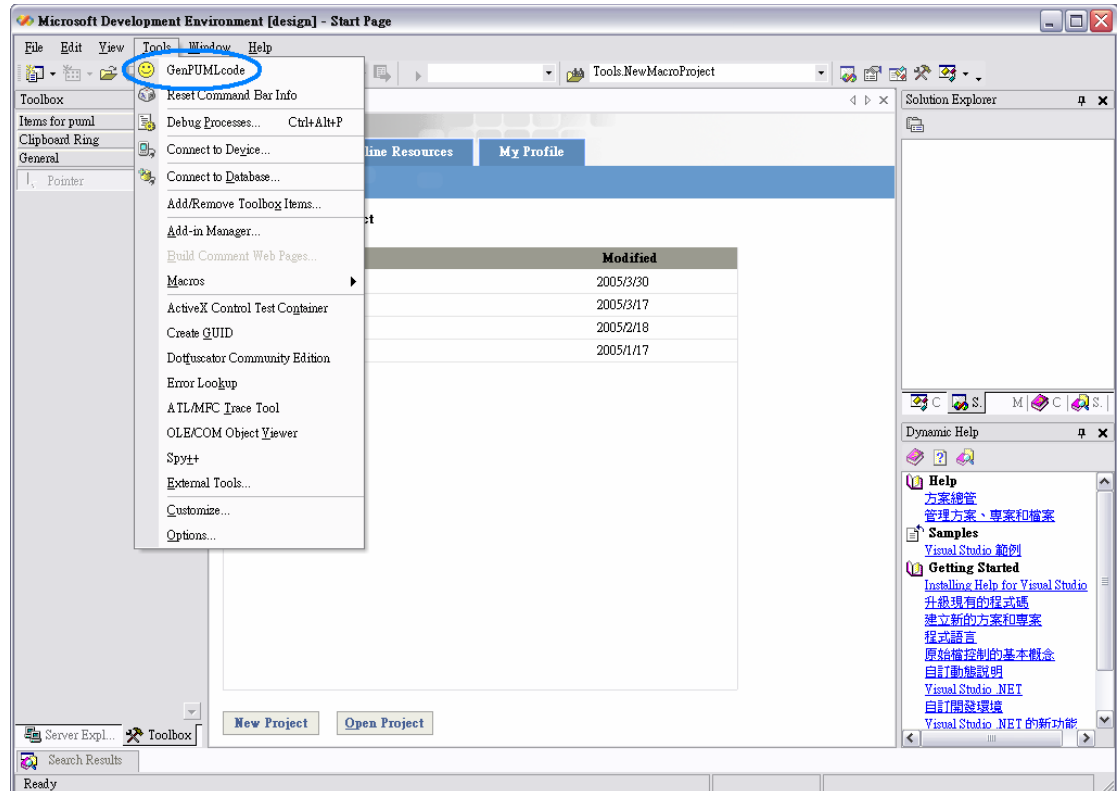 Microsoft Development Environment [design] - Start Page
File Edit View Tools Window Help
Tools.NewMacroProject
GenPUMLcode
Reset Command Bar Info
Debug Processes... Ctrl+Alt+P
Connect to Device...
Connect to Database...
Add/Remove Toolbox Items...
Add-in Manager...
Build Comment Web Pages...
Macros
ActiveX Control Test Container
Create GUID
Dotfuscator Community Edition
Error Lookup
ATL/MFC Trace Tool
OLE/COM Object Viewer
Spy++
External Tools...
Customize...
Options...
Toolbox
Items for puml
Clipboard Ring
General
Pointer
Server Expl... Toolbox
line Resources My Profile
ct
Modified
2005/3/30
2005/3/17
2005/2/18
2005/1/17
New Project Open Project
Solution Explorer
C S. M C S.
Dynamic Help
Help
方案總管
管理方案、專案和檔案
Samples
Visual Studio 範例
Getting Started
Installing Help for Visual Studio
升級現有的程式碼
建立新的方案和專案
程式語言
原始檔控制的基本概念
自訂動態說明
Visual Studio .NET
自訂開發環境
Visual Studio .NET 的新功能
Search Results
Ready